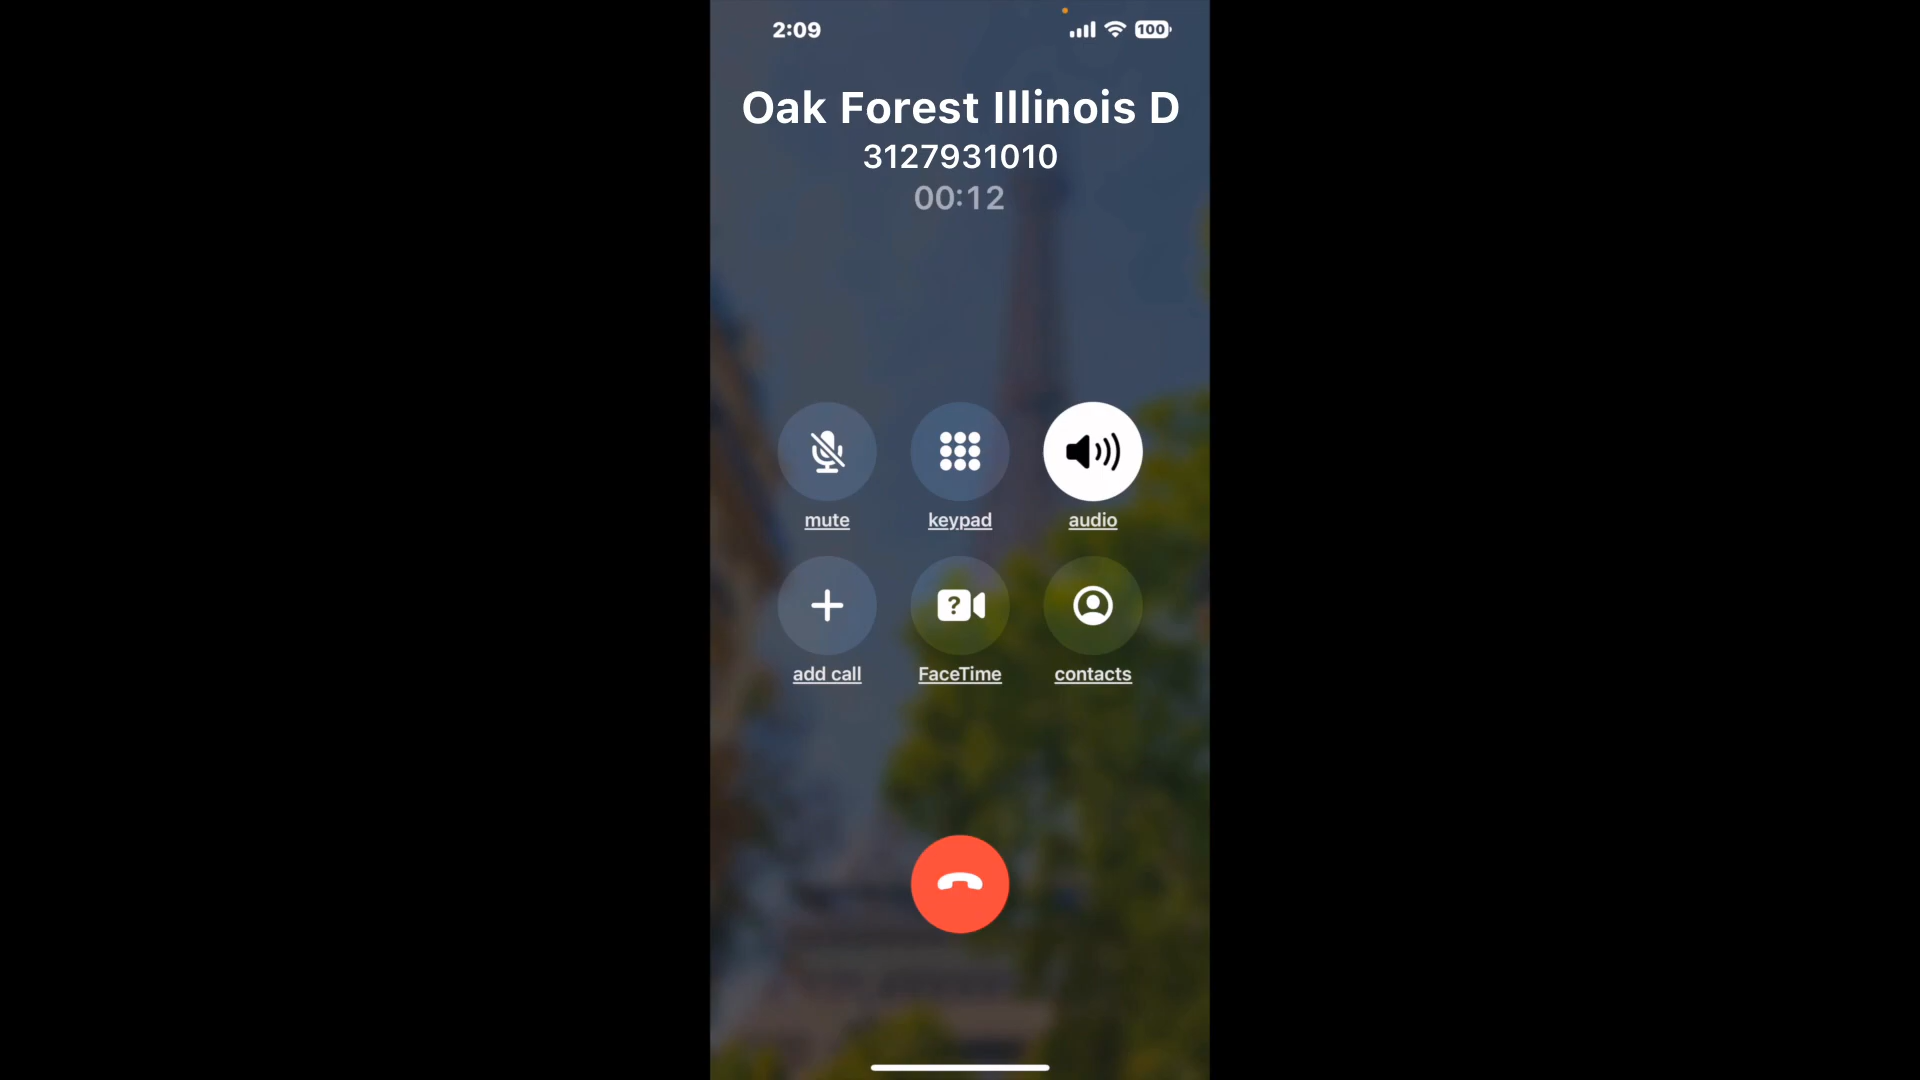 2:09
100
Oak Forest Illinois D
3127931010
00:12
mute
keypad
audio
?
add call
FaceTime
contacts